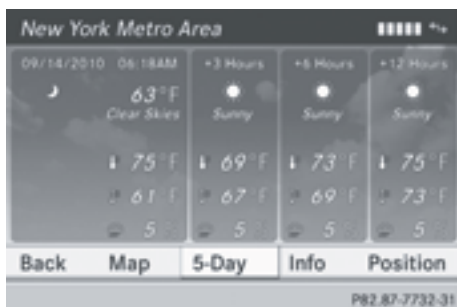 New York Metro Area
09/14/2010 06:18AM +3 Hours +6 Hours +12 Hours
63°F
Clear Skies Sunny Sunny Sunny
75°F 69°F 73°F 75°F
61°F 67°F 69°F 73°F
5% 5% 5% 5%
Back Map 5-Day Info Position
P82.87-7732-31